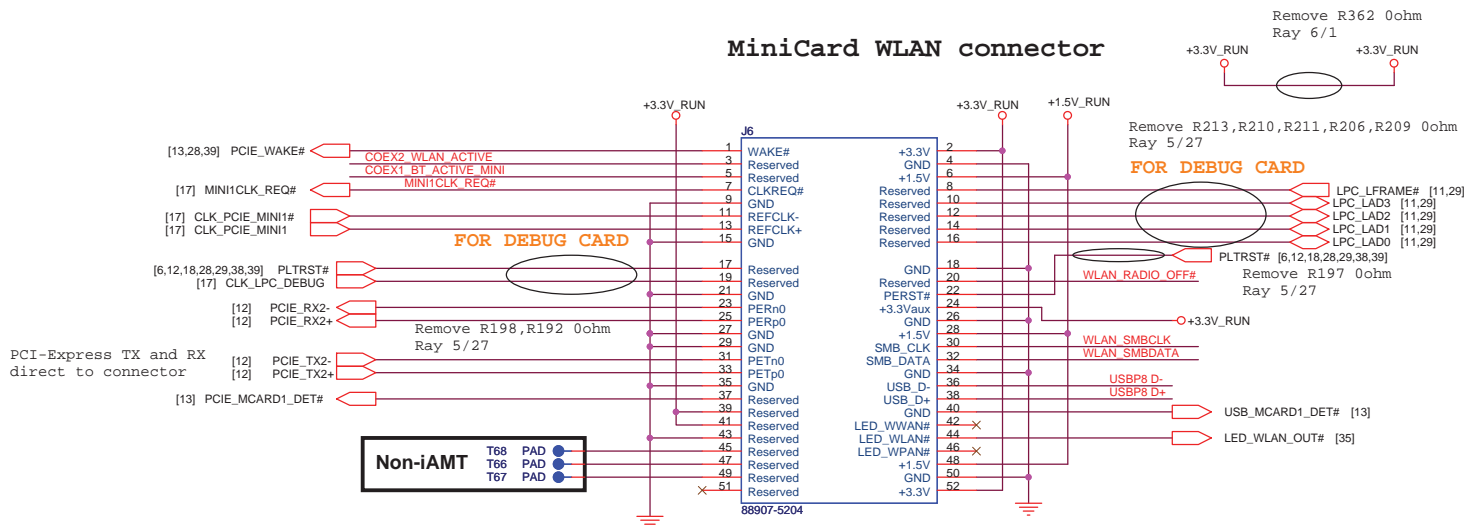 Remove R362 0ohm
Ray 6/1
MiniCard WLAN connector
+3.3V_RUN
+3.3V_RUN
+3.3V_RUN
+3.3V_RUN
+1.5V_RUN
Remove R213,R210,R211,R206,R209 0ohm
Ray 5/27
FOR DEBUG CARD
J6
[13,28,39] PCIE_WAKE#
COEX2_WLAN_ACTIVE
COEX1_BT_ACTIVE_MINI
MINI1CLK_REQ#
[17] MINI1CLK_REQ#
[17] CLK_PCIE_MINI1#
[17] CLK_PCIE_MINI1
FOR DEBUG CARD
[6,12,18,28,29,38,39] PLTRST#
[17] CLK_LPC_DEBUG
[12] PCIE_RX2-
[12] PCIE_RX2+
Remove R198,R192 0ohm
Ray 5/27
PCI-Express TX and RX
direct to connector
[12] PCIE_TX2-
[12] PCIE_TX2+
[13] PCIE_MCARD1_DET#
Non-iAMT
T68 PAD
T66 PAD
T67 PAD
1 WAKE#
3 Reserved
5 Reserved
7 CLKREQ#
9 GND
11 REFCLK-
13 REFCLK+
15 GND
17 Reserved
19 Reserved
21 GND
23 PERn0
25 PERp0
27 GND
29 GND
31 PETn0
33 PETp0
35 GND
37 Reserved
39 Reserved
41 Reserved
43 Reserved
45 Reserved
47 Reserved
49 Reserved
51 Reserved
+3.3V 2
GND 4
+1.5V 6
Reserved 8
Reserved 10
Reserved 12
Reserved 14
Reserved 16
GND 18
Reserved 20
PERST# 22
+3.3Vaux 24
GND 26
+1.5V 28
SMB_CLK 30
SMB_DATA 32
GND 34
USB_D- 36
USB_D+ 38
GND 40
LED_WWAN# 42
LED_WLAN# 44
LED_WPAN# 46
+1.5V 48
GND 50
+3.3V 52
88907-5204
LPC_LFRAME# [11,29]
LPC_LAD3 [11,29]
LPC_LAD2 [11,29]
LPC_LAD1 [11,29]
LPC_LAD0 [11,29]
PLTRST# [6,12,18,28,29,38,39]
WLAN_RADIO_OFF#
Remove R197 0ohm
Ray 5/27
+3.3V_RUN
WLAN_SMBCLK
WLAN_SMBDATA
USBP8 D-
USBP8 D+
USB_MCARD1_DET# [13]
LED_WLAN_OUT# [35]